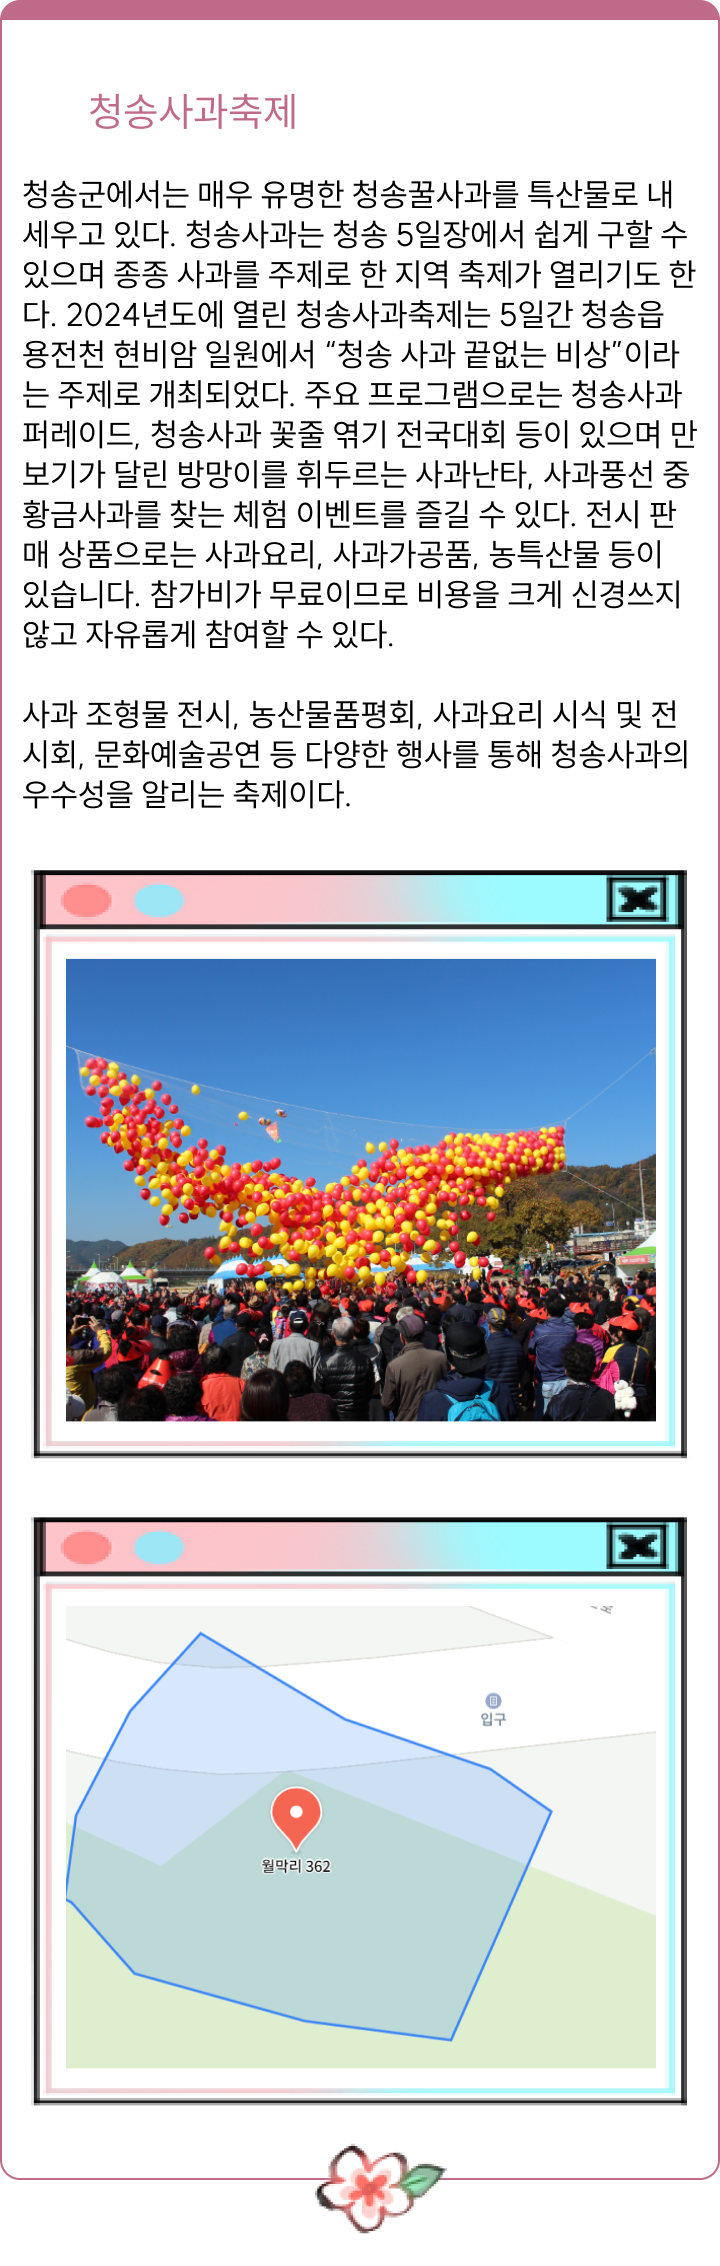 청송사과축제
청송군에서는 매우 유명한 청송꿀사과를 특산물로 내
세우고 있다. 청송사과는 청송 5일장에서 쉽게 구할 수
있으며 종종 사과를 주제로 한 지역 축제가 열리기도 한
다. 2024년도에 열린 청송사과축제는 5일간 청송읍
용전천 현비암 일원에서 “청송 사과 끝없는 비상”이라
는 주제로 개최되었다. 주요 프로그램으로는 청송사과
퍼레이드, 청송사과 꽃줄 엮기 전국대회 등이 있으며 만
보기가 달린 방망이를 휘두르는 사과난타, 사과풍선 중
황금사과를 찾는 체험 이벤트를 즐길 수 있다. 전시 판
매 상품으로는 사과요리, 사과가공품, 농특산물 등이
있습니다. 참가비가 무료이므로 비용을 크게 신경쓰지
않고 자유롭게 참여할 수 있다.
사과 조형물 전시, 농산물품평회, 사과요리 시식 및 전
시회, 문화예술공연 등 다양한 행사를 통해 청송사과의
우수성을 알리는 축제이다.
입구
월막리 362